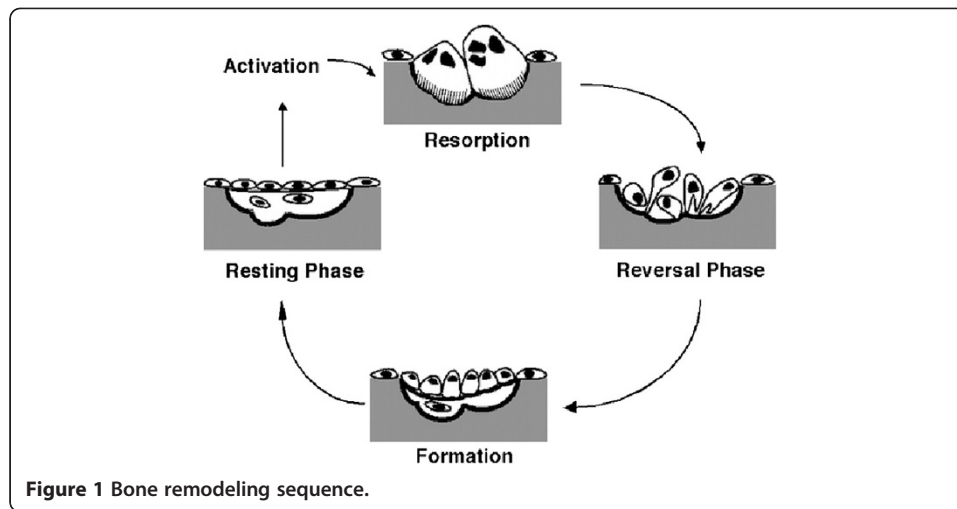 Activation
Resorption
Resting Phase
Reversal Phase
Formation
Figure 1 Bone remodeling sequence.